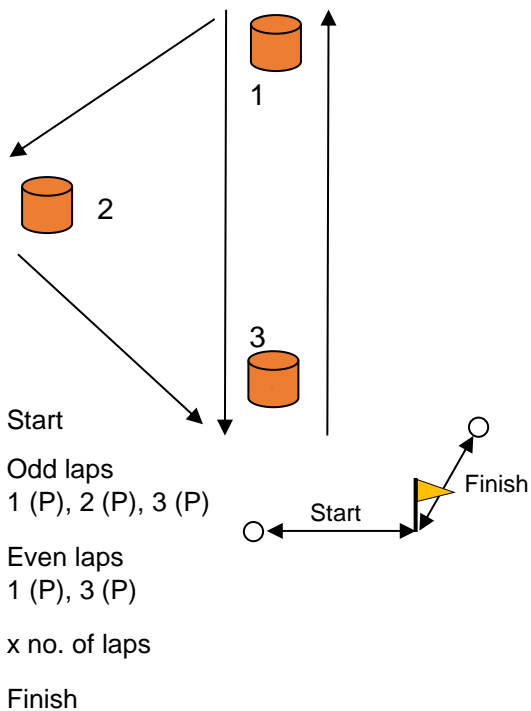 1
2
3
Start
Odd laps
1 (P), 2 (P), 3 (P)
Even laps
1 (P), 3 (P)
x no. of laps
Finish
Start
Finish